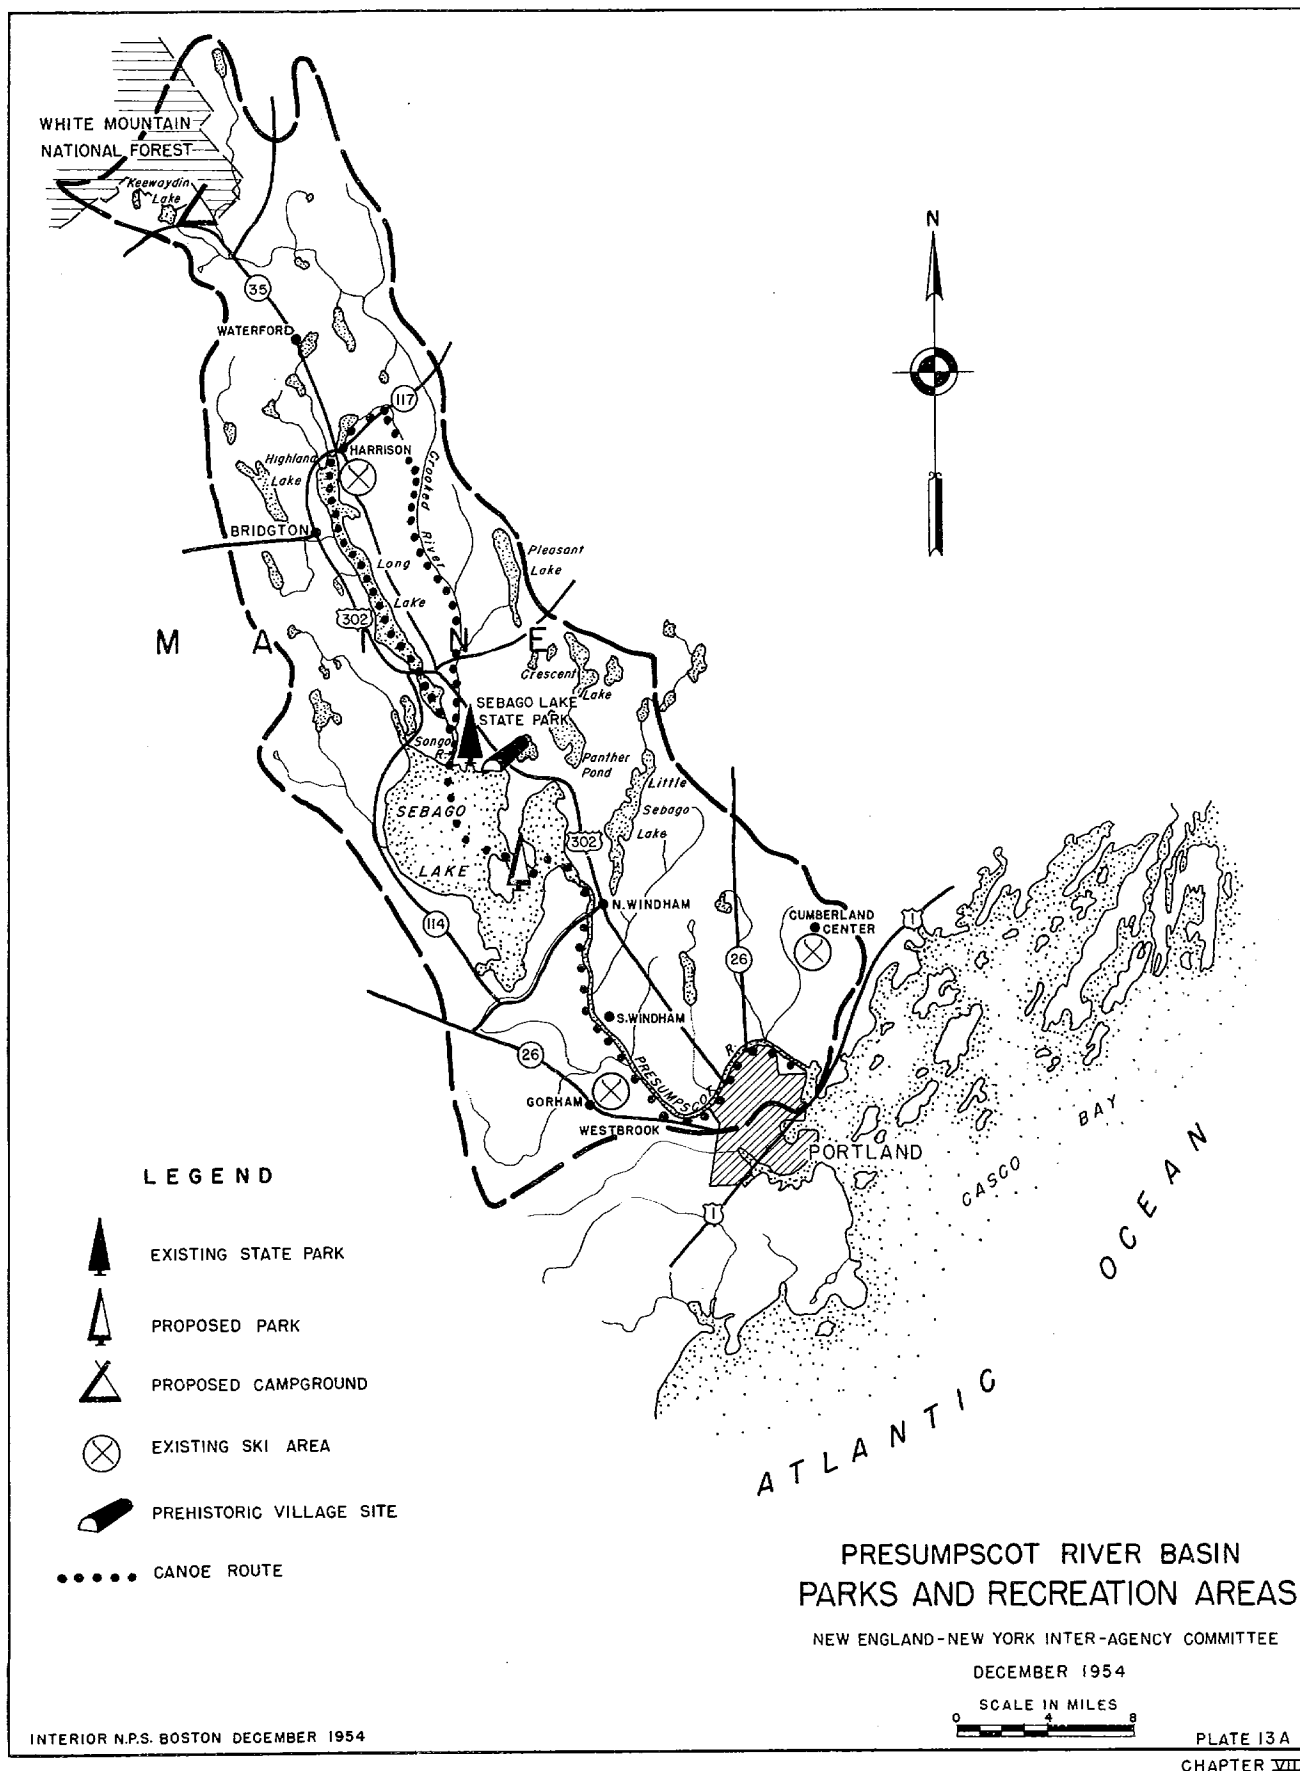 WHITE MOUNTAIN
NATIONAL FOREST
Keewaydin
Lake
N
35
WATERFORD
117
HARRISON
Highland
Lake
Crooked
River
BRIDGTON
Pleasant
Lake
Long
Lake
302
MAINE
Crescent
Lake
SEBAGO LAKE
STATE PARK
Songo
R.
Panther
Pond
Little
Sebago
Lake
SEBAGO
LAKE
302
N. WINDHAM
CUMBERLAND
CENTER
1
114
26
S. WINDHAM
26
PRESUMPSCOT R.
GORHAM
WESTBROOK
PORTLAND
CASCO BAY
1
ATLANTIC OCEAN
LEGEND
EXISTING STATE PARK
PROPOSED PARK
PROPOSED CAMPGROUND
EXISTING SKI AREA
PREHISTORIC VILLAGE SITE
CANOE ROUTE
PRESUMPSCOT RIVER BASIN
PARKS AND RECREATION AREAS
NEW ENGLAND-NEW YORK INTER-AGENCY COMMITTEE
DECEMBER 1954
SCALE IN MILES
0 4 8
INTERIOR N.P.S. BOSTON DECEMBER 1954
PLATE 13A
CHAPTER VII